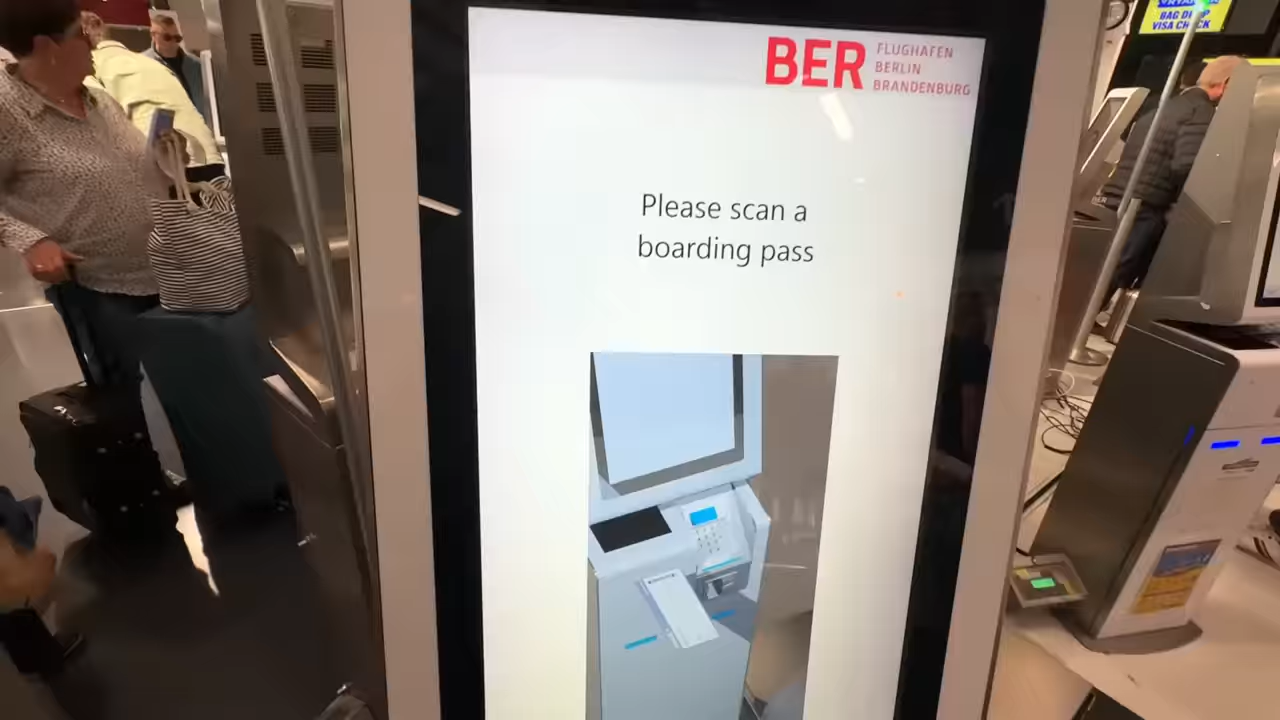 BER
FLUGHAFEN
BERLIN
BRANDENBURG
Please scan a
boarding pass
BAG DROP
VISA CHECK